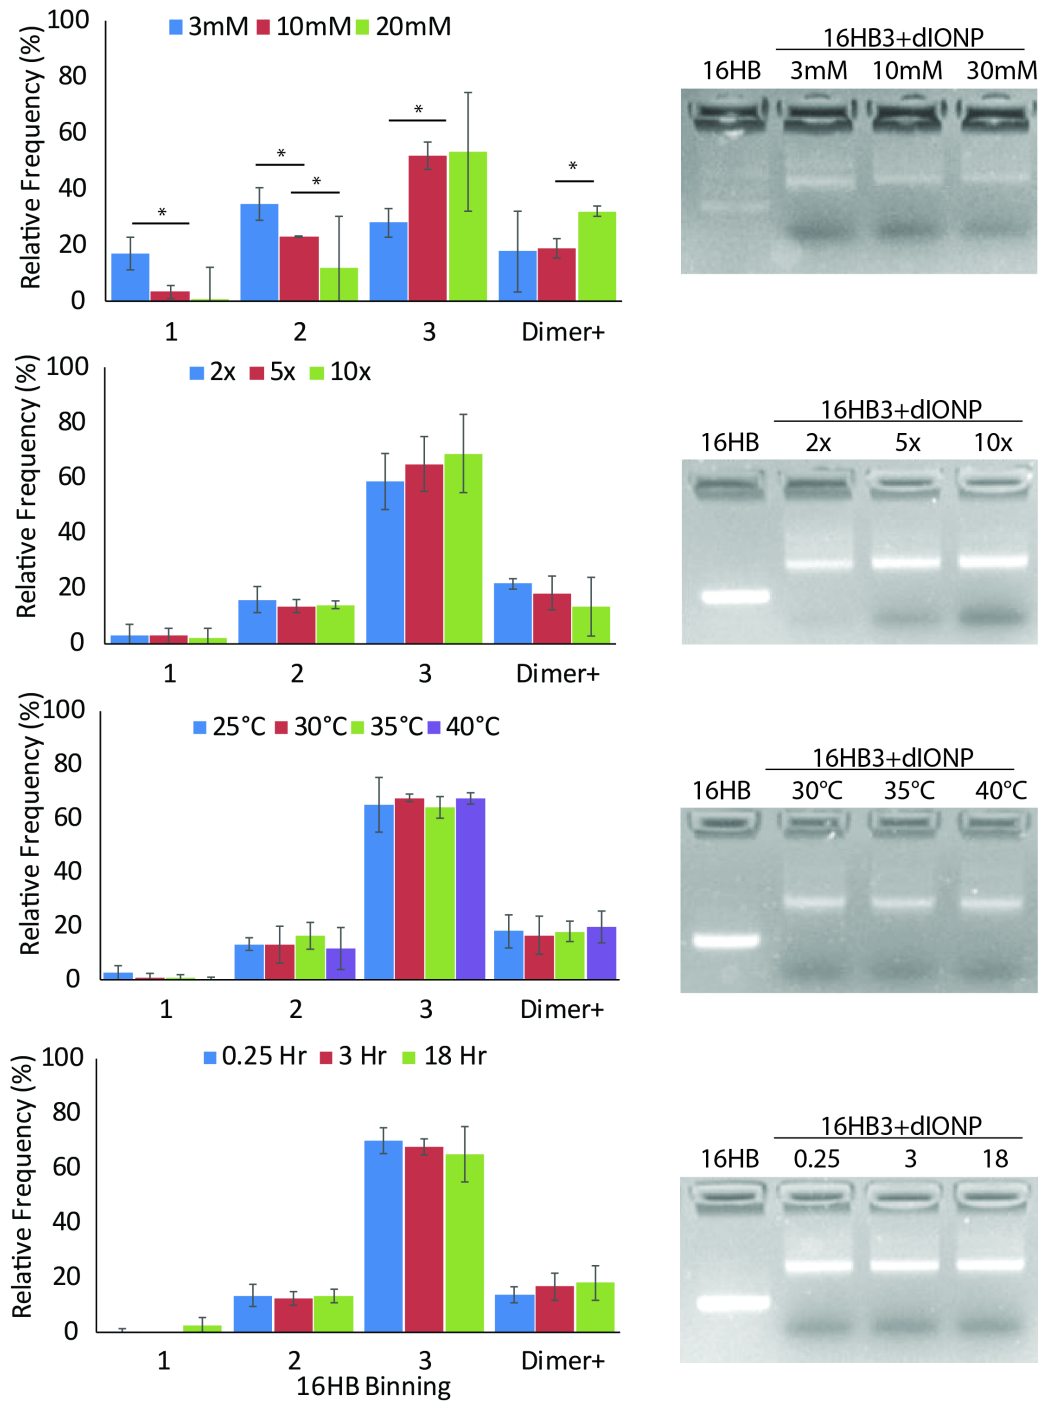 100
80
60
40
20
0
Relative Frequency (%)
3mM 10mM 20mM
*
*
*
*
*
1 2 3 Dimer+
16HB3+dIONP
16HB 3mM 10mM 30mM
100
80
60
40
20
0
Relative Frequency (%)
2x 5x 10x
1 2 3 Dimer+
16HB3+dIONP
16HB 2x 5x 10x
100
80
60
40
20
0
Relative Frequency (%)
25°C 30°C 35°C 40°C
1 2 3 Dimer+
16HB3+dIONP
16HB 30°C 35°C 40°C
100
80
60
40
20
0
Relative Frequency (%)
0.25 Hr 3 Hr 18 Hr
1 2 3 Dimer+
16HB Binning
16HB3+dIONP
16HB 0.25 3 18